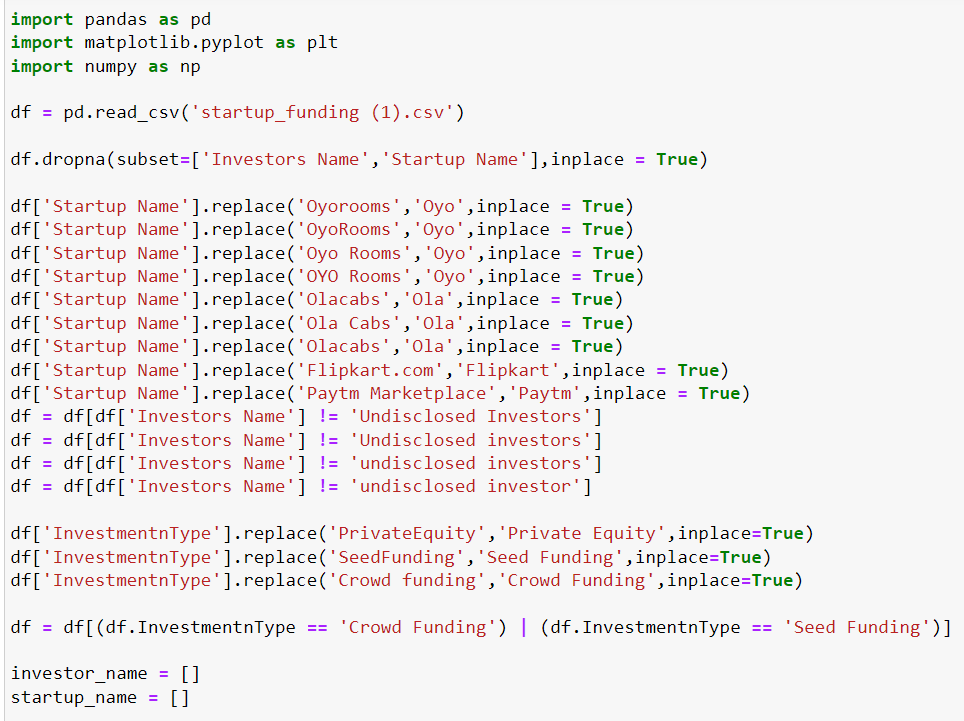 import pandas as pd
import matplotlib.pyplot as plt
import numpy as np
df = pd.read_csv('startup_funding (1).csv')
df.dropna(subset=['Investors Name','Startup Name'],inplace = True)
df['Startup Name'].replace('Oyorooms','Oyo',inplace = True)
df['Startup Name'].replace('OyoRooms','Oyo',inplace = True)
df['Startup Name'].replace('Oyo Rooms','Oyo',inplace = True)
df['Startup Name'].replace('OYO Rooms','Oyo',inplace = True)
df['Startup Name'].replace('Olacabs','Ola',inplace = True)
df['Startup Name'].replace('Ola Cabs','Ola',inplace = True)
df['Startup Name'].replace('Olacabs','Ola',inplace = True)
df['Startup Name'].replace('Flipkart.com','Flipkart',inplace = True)
df['Startup Name'].replace('Paytm Marketplace','Paytm',inplace = True)
df = df[df['Investors Name'] != 'Undisclosed Investors']
df = df[df['Investors Name'] != 'Undisclosed investors']
df = df[df['Investors Name'] != 'undisclosed investors']
df = df[df['Investors Name'] != 'undisclosed investor']
df['InvestmentnType'].replace('PrivateEquity','Private Equity',inplace=True)
df['InvestmentnType'].replace('SeedFunding','Seed Funding',inplace=True)
df['InvestmentnType'].replace('Crowd funding','Crowd Funding',inplace=True)
df = df[(df.InvestmentnType == 'Crowd Funding') | (df.InvestmentnType == 'Seed Funding')]
investor_name = []
startup_name = []